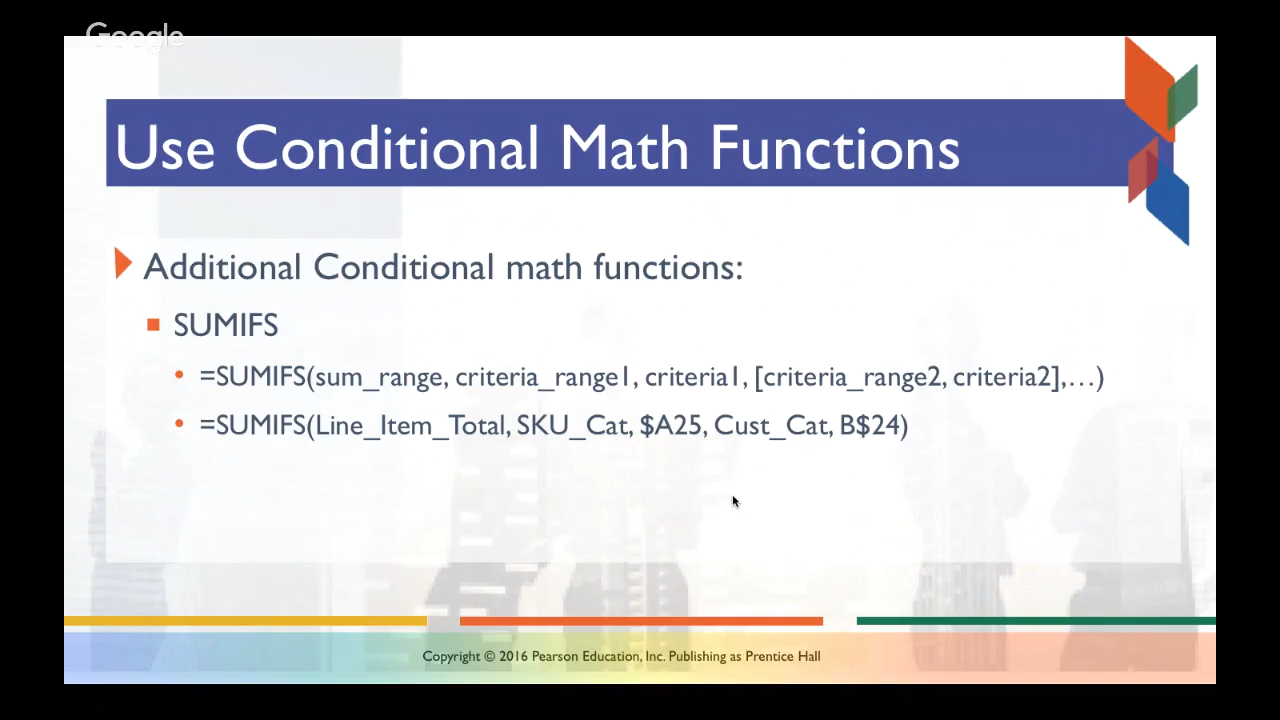 Google
Use Conditional Math Functions
Additional Conditional math functions:
SUMIFS
=SUMIFS(sum_range, criteria_range1, criteria1, [criteria_range2, criteria2],…)
=SUMIFS(Line_Item_Total, SKU_Cat, $A25, Cust_Cat, B$24)
Copyright © 2016 Pearson Education, Inc. Publishing as Prentice Hall